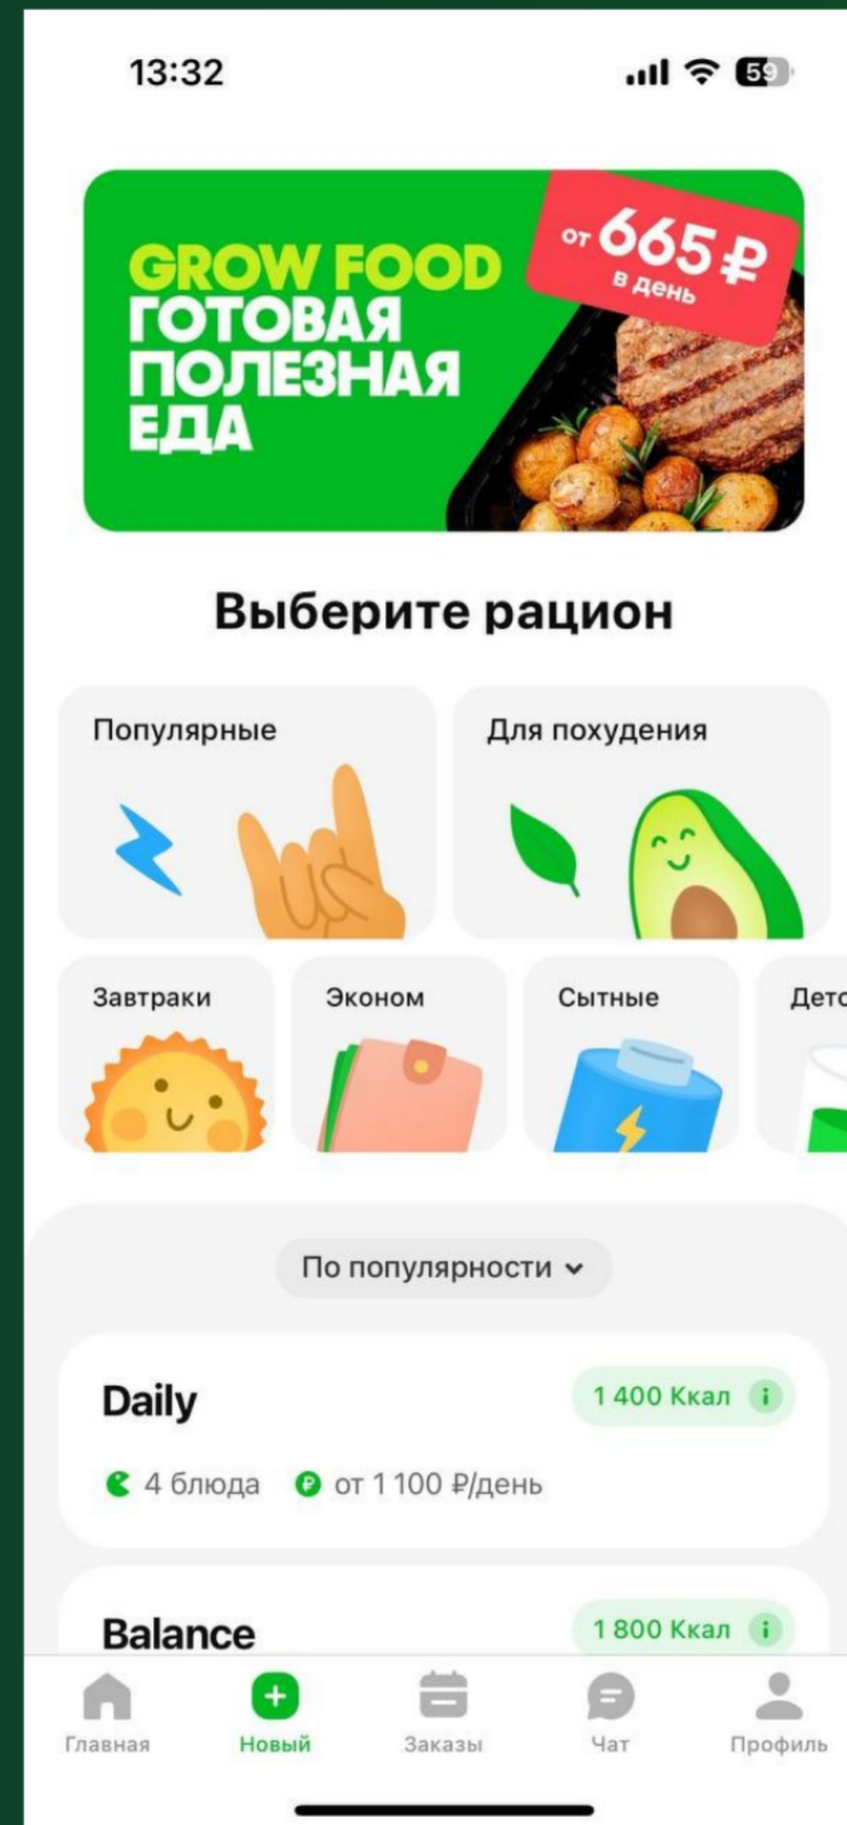 13:32
59
GROW FOOD
ГОТОВАЯ
ПОЛЕЗНАЯ
ЕДА
от 665 ₽
в день
Выберите рацион
Популярные
Для похудения
Завтраки
Эконом
Сытные
Дето
По популярности
Daily
1 400 Ккал
4 блюда
от 1 100 ₽/день
Balance
1 800 Ккал
Главная
Новый
Заказы
Чат
Профиль